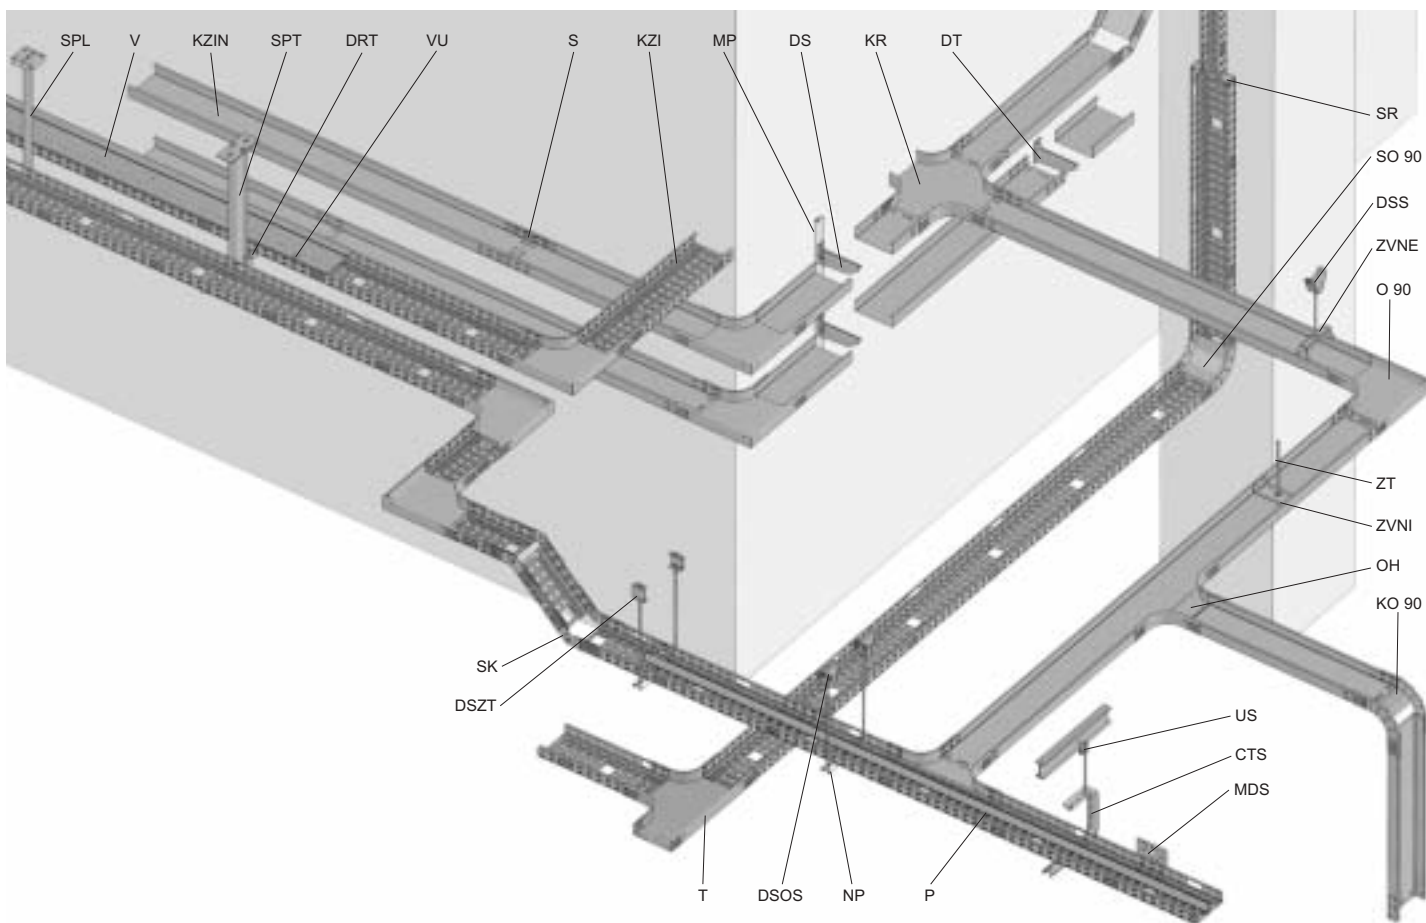 SPL V KZIN SPT DRT VU S KZI MP DS KR DT
SR
SO 90
DSS
ZVNE
O 90
ZT
ZVNI
OH
KO 90
SK
DSZT
US
CTS
MDS
T DSOS NP P